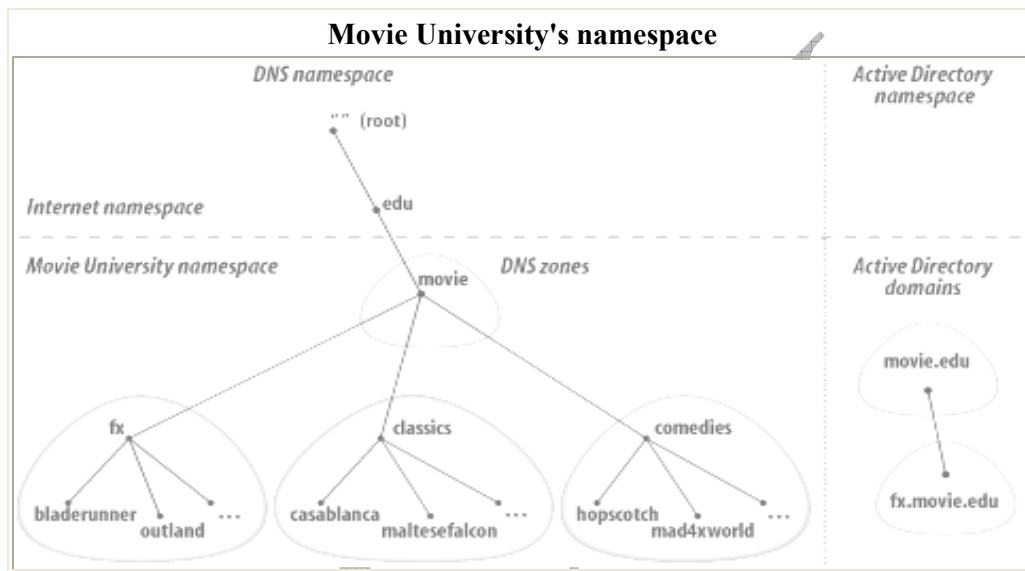 Movie University's namespace
DNS namespace
Active Directory
namespace
"" (root)
Internet namespace
edu
Movie University namespace
DNS zones
Active Directory
domains
movie
movie.edu
fx
classics
comedies
fx.movie.edu
bladerunner
outland
...
casablanca
maltesefalcon
...
hopscotch
mad4xworld
...